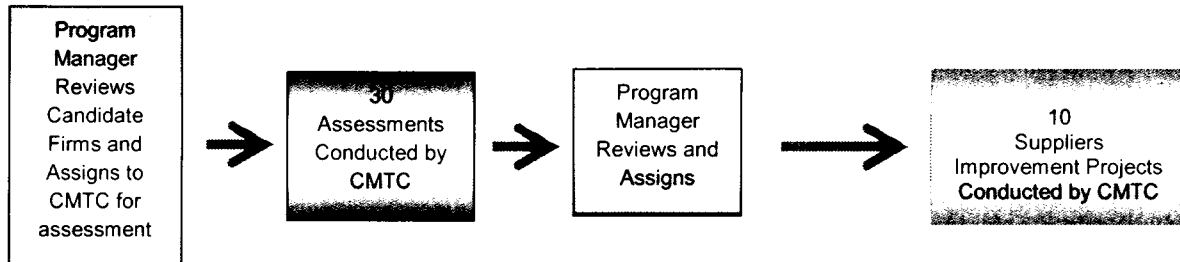 Program
Manager
Reviews
Candidate
Firms and
Assigns to
CMTC for
assessment
30
Assessments
Conducted by
CMTC
Program
Manager
Reviews and
Assigns
10
Suppliers
Improvement Projects
Conducted by CMTC